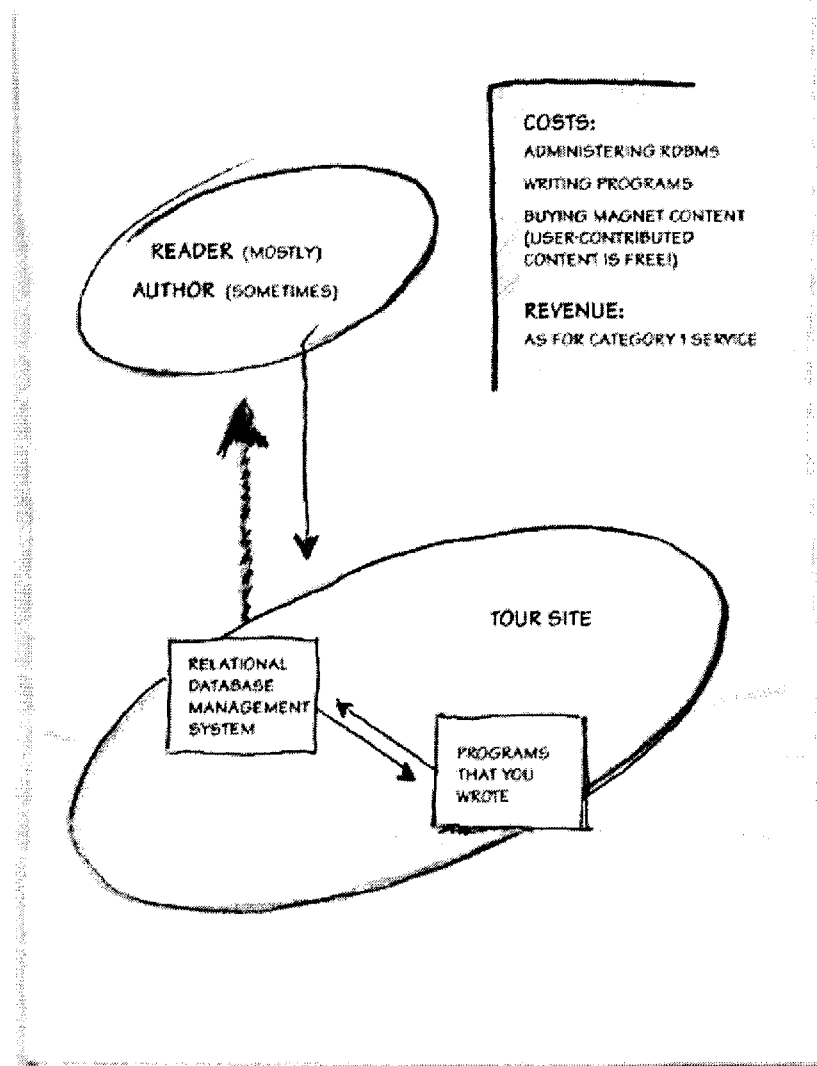 COSTS:
ADMINISTERING RDBMS
WRITING PROGRAMS
BUYING MAGNET CONTENT
(USER-CONTRIBUTED
CONTENT IS FREE!)
REVENUE:
AS FOR CATEGORY 1 SERVICE
READER (MOSTLY)
AUTHOR (SOMETIMES)
TOUR SITE
RELATIONAL
DATABASE
MANAGEMENT
SYSTEM
PROGRAMS
THAT YOU
WROTE